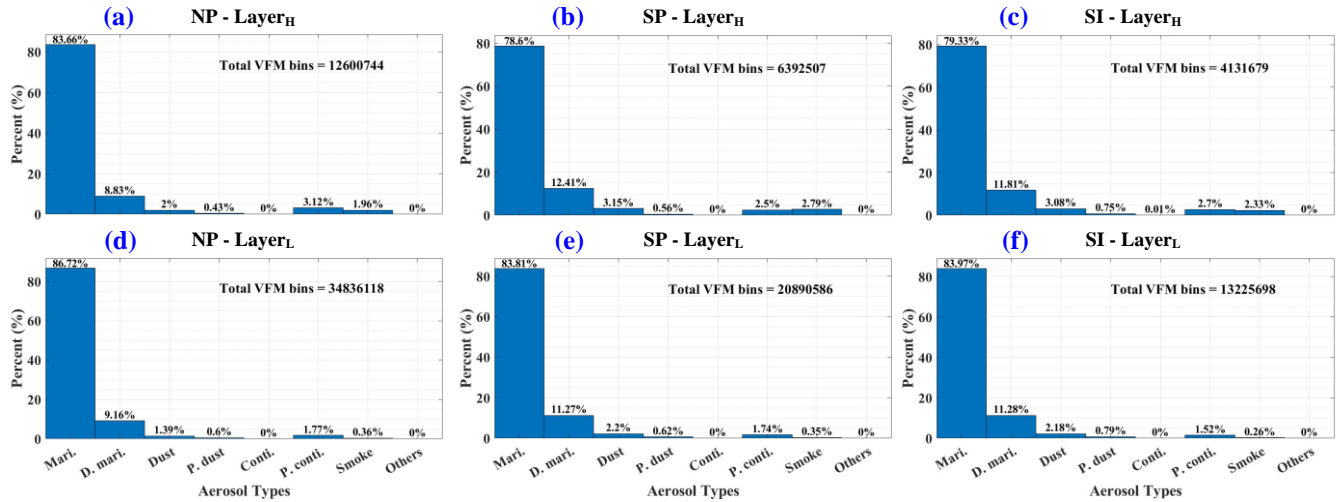 (a) NP - LayerH
(b) SP - LayerH
(c) SI - LayerH
Percent (%)
80
60
40
20
0
83.66%
8.83%
2%
0.43%
0%
3.12%
1.96%
0%
Total VFM bins = 12600744
Percent (%)
80
60
40
20
0
78.6%
12.41%
3.15%
0.56%
0%
2.5%
2.79%
0%
Total VFM bins = 6392507
Percent (%)
80
60
40
20
0
79.33%
11.81%
3.08%
0.75%
0.01%
2.7%
2.33%
0%
Total VFM bins = 4131679
(d) NP - LayerL
(e) SP - LayerL
(f) SI - LayerL
Percent (%)
80
60
40
20
0
86.72%
9.16%
1.39%
0.6%
0%
1.77%
0.36%
0%
Total VFM bins = 34836118
Mari.
D. mari.
Dust
P. dust
Conti.
P. conti.
Smoke
Others
Aerosol Types
Percent (%)
80
60
40
20
0
83.81%
11.27%
2.2%
0.62%
0%
1.74%
0.35%
0%
Total VFM bins = 20890586
Mari.
D. mari.
Dust
P. dust
Conti.
P. conti.
Smoke
Others
Aerosol Types
Percent (%)
80
60
40
20
0
83.97%
11.28%
2.18%
0.79%
0%
1.52%
0.26%
0%
Total VFM bins = 13225698
Mari.
D. mari.
Dust
P. dust
Conti.
P. conti.
Smoke
Others
Aerosol Types